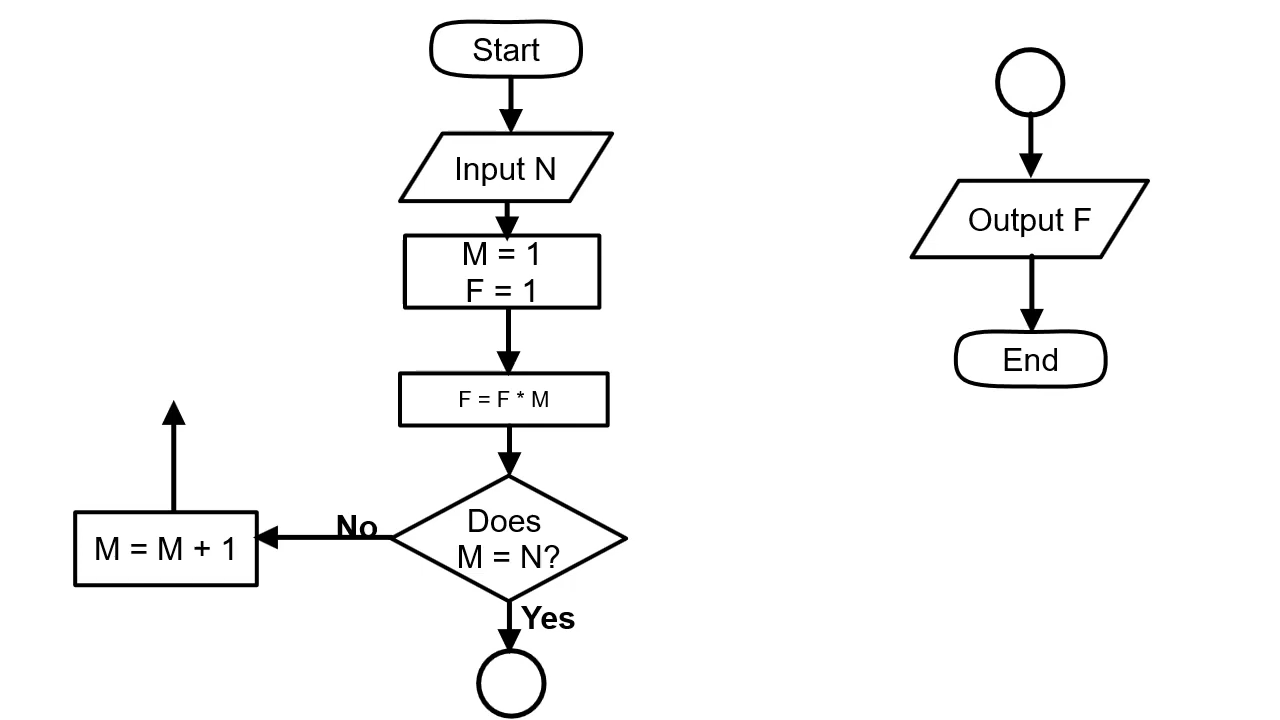 Start
Input N
M = 1
F = 1
F = F * M
Does
M = N?
No
M = M + 1
Yes
Output F
End